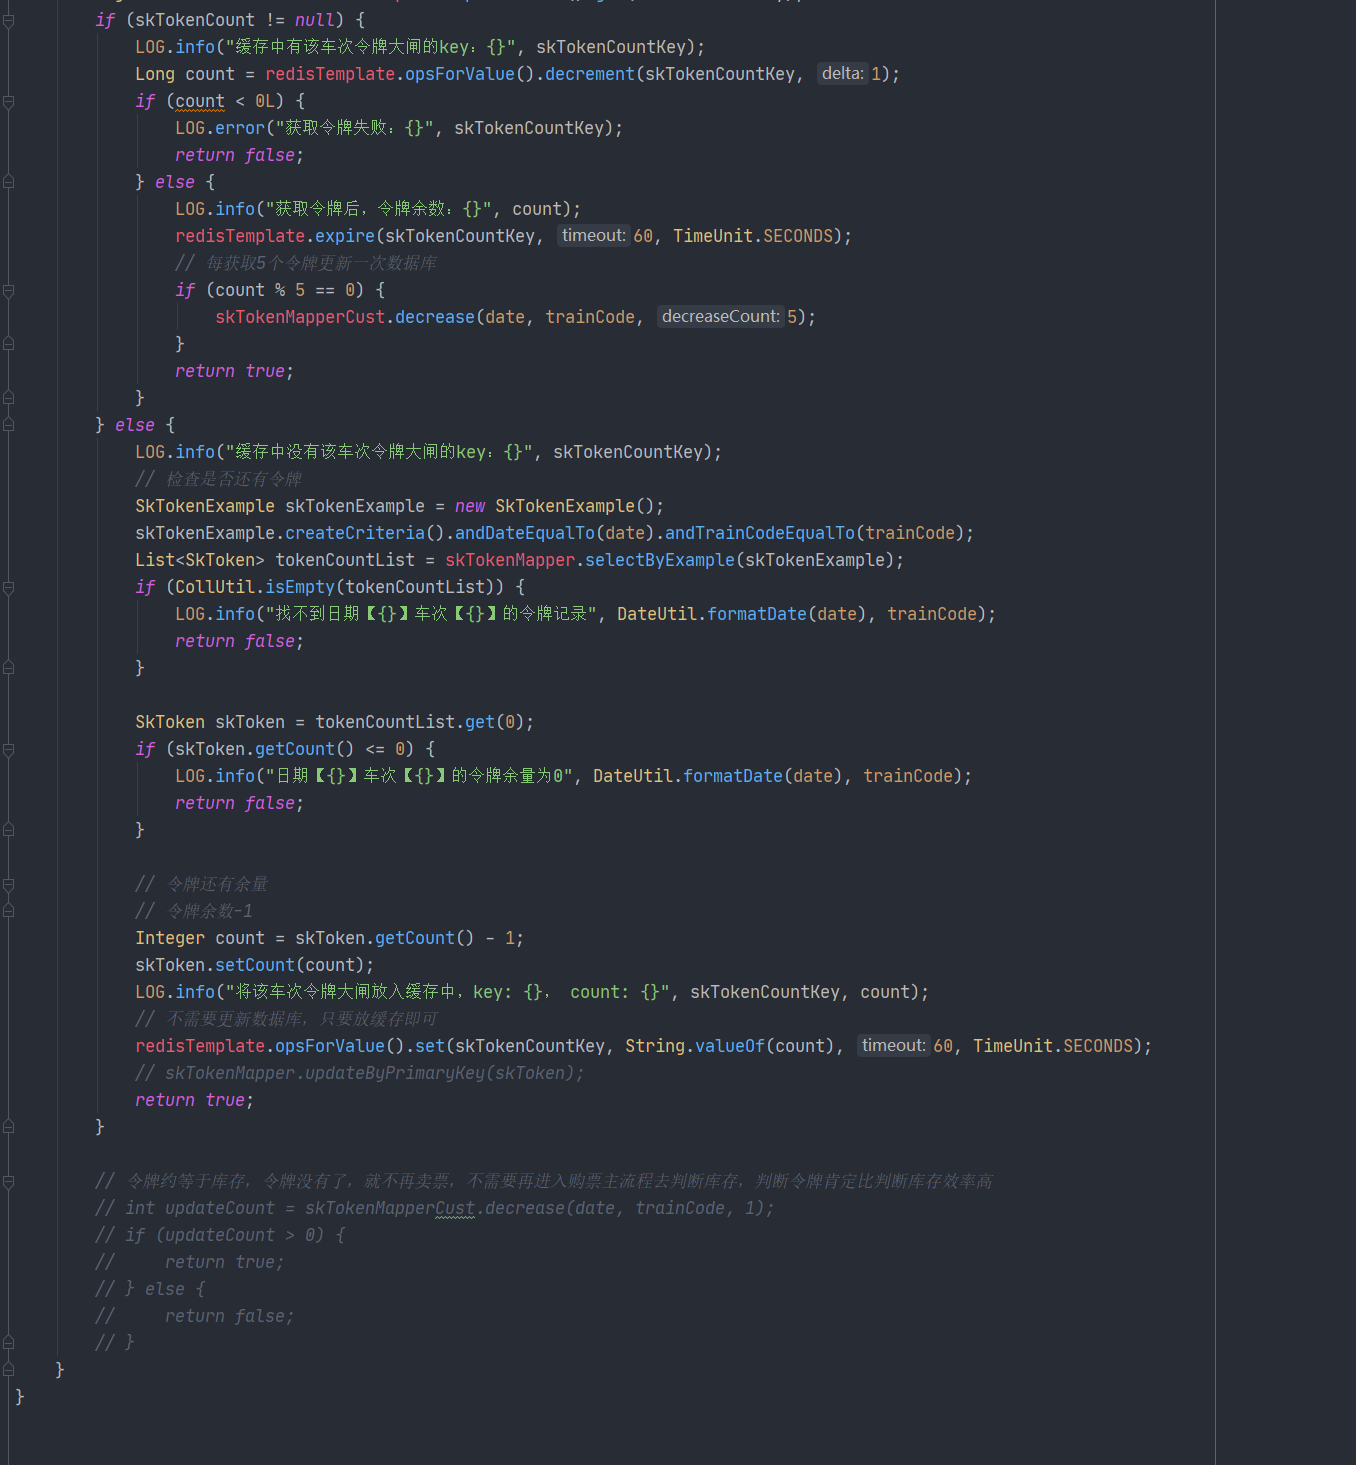 if (skTokenCount != null) {
LOG.info("缓存中有该车次令牌大闸的key：{}", skTokenCountKey);
Long count = redisTemplate.opsForValue().decrement(skTokenCountKey, delta: 1);
if (count < 0L) {
LOG.error("获取令牌失败：{}", skTokenCountKey);
return false;
} else {
LOG.info("获取令牌后，令牌余数：{}", count);
redisTemplate.expire(skTokenCountKey, timeout: 60, TimeUnit.SECONDS);
// 每获取5个令牌更新一次数据库
if (count % 5 == 0) {
skTokenMapperCust.decrease(date, trainCode, decreaseCount: 5);
}
return true;
}
} else {
LOG.info("缓存中没有该车次令牌大闸的key：{}", skTokenCountKey);
// 检查是否还有令牌
SkTokenExample skTokenExample = new SkTokenExample();
skTokenExample.createCriteria().andDateEqualTo(date).andTrainCodeEqualTo(trainCode);
List<SkToken> tokenCountList = skTokenMapper.selectByExample(skTokenExample);
if (CollUtil.isEmpty(tokenCountList)) {
LOG.info("找不到日期【{}】车次【{}】的令牌记录", DateUtil.formatDate(date), trainCode);
return false;
}
SkToken skToken = tokenCountList.get(0);
if (skToken.getCount() <= 0) {
LOG.info("日期【{}】车次【{}】的令牌余量为0", DateUtil.formatDate(date), trainCode);
return false;
}
// 令牌还有余量
// 令牌余数-1
Integer count = skToken.getCount() - 1;
skToken.setCount(count);
LOG.info("将该车次令牌大闸放入缓存中，key: {}， count: {}", skTokenCountKey, count);
// 不需要更新数据库，只要放缓存即可
redisTemplate.opsForValue().set(skTokenCountKey, String.valueOf(count), timeout: 60, TimeUnit.SECONDS);
// skTokenMapper.updateByPrimaryKey(skToken);
return true;
}
// 令牌约等于库存，令牌没有了，就不再卖票，不需要再进入购票主流程去判断库存，判断令牌肯定比判断库存效率高
// int updateCount = skTokenMapperCust.decrease(date, trainCode, 1);
// if (updateCount > 0) {
//     return true;
// } else {
//     return false;
// }
}
}